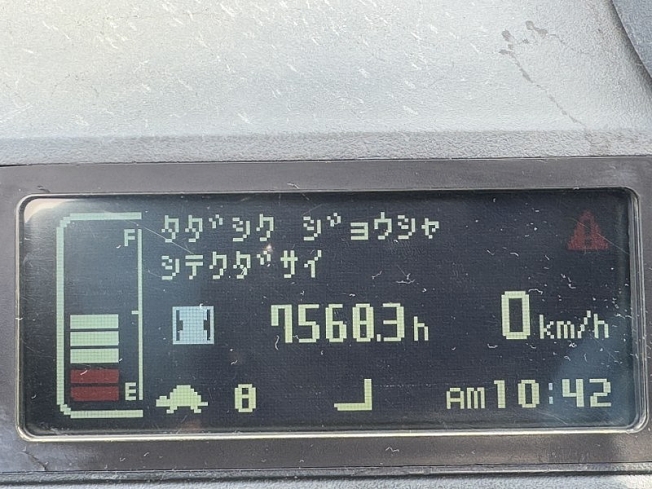 F タダシク ジョウシャ
シテクダサイ
7568.3h 0km/h
E 8 AM10:42